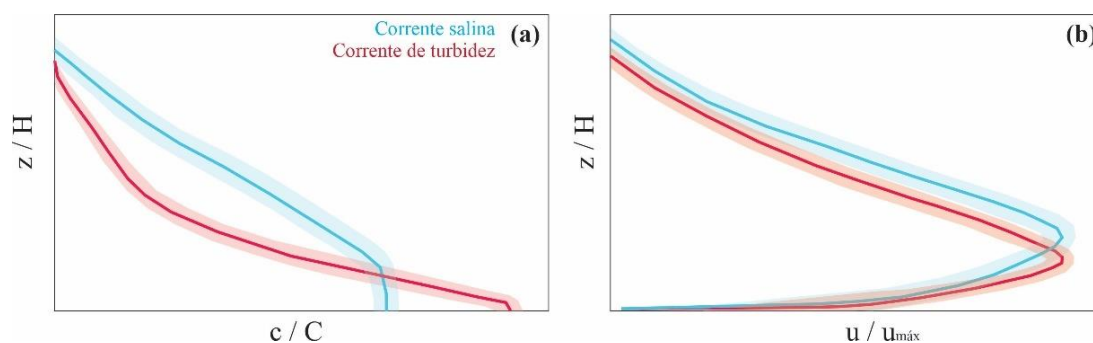 Corrente salina
Corrente de turbidez
(a)
z / H
c / C
(b)
z / H
u / umáx